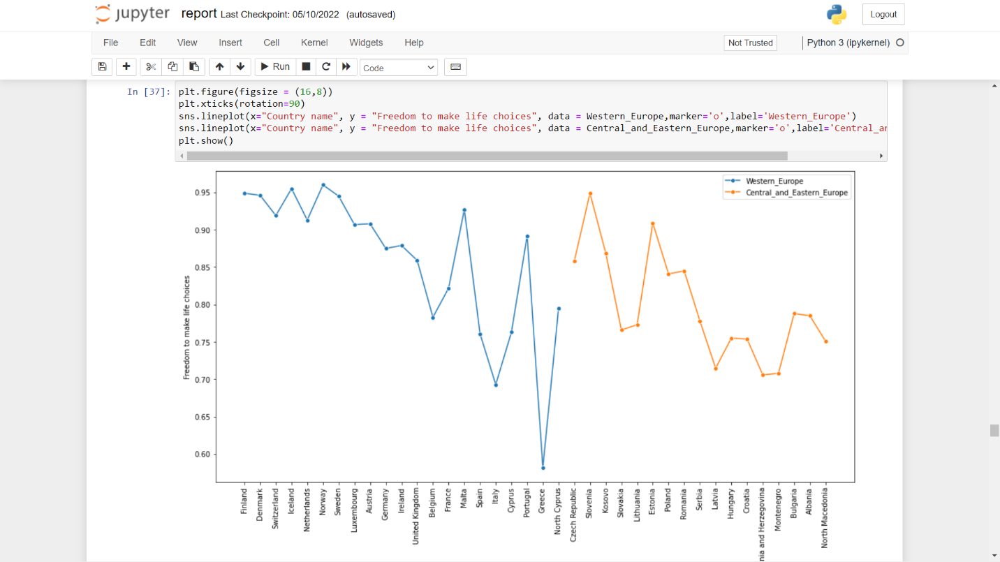 jupyter report Last Checkpoint: 05/10/2022 (autosaved)
Logout
File Edit View Insert Cell Kernel Widgets Help
Not Trusted
Python 3 (ipykernel)
Run
Code
In [37]:
plt.figure(figsize = (16,8))
plt.xticks(rotation=90)
sns.lineplot(x="Country name", y = "Freedom to make life choices", data = Western_Europe,marker='o',label='Western_Europe')
sns.lineplot(x="Country name", y = "Freedom to make life choices", data = Central_and_Eastern_Europe,marker='o',label='Central_ar
plt.show()
Western_Europe
Central_and_Eastern_Europe
0.95
0.90
0.85
0.80
0.75
0.70
0.65
0.60
Freedom to make life choices
Finland
Denmark
Switzerland
Iceland
Netherlands
Norway
Sweden
Luxembourg
Austria
Germany
Ireland
United Kingdom
Belgium
France
Malta
Spain
Italy
Cyprus
Portugal
Greece
North Cyprus
Czech Republic
Slovenia
Kosovo
Slovakia
Lithuania
Estonia
Poland
Romania
Serbia
Latvia
Hungary
Croatia
nia and Herzegovina
Montenegro
Bulgaria
Albania
North Macedonia